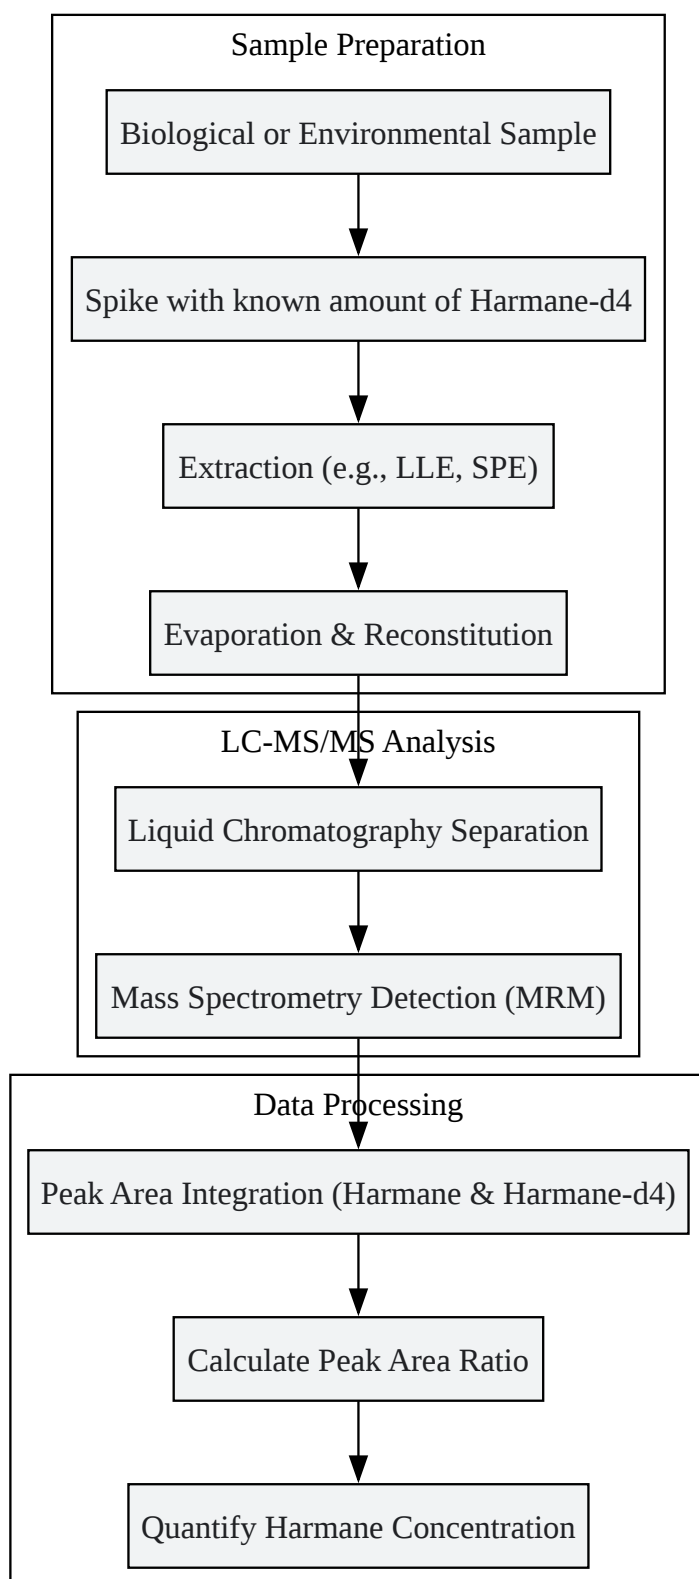 Sample Preparation
Biological or Environmental Sample
Spike with known amount of Harmane-d4
Extraction (e.g., LLE, SPE)
Evaporation & Reconstitution
LC-MS/MS Analysis
Liquid Chromatography Separation
Mass Spectrometry Detection (MRM)
Data Processing
Peak Area Integration (Harmane & Harmane-d4)
Calculate Peak Area Ratio
Quantify Harmane Concentration